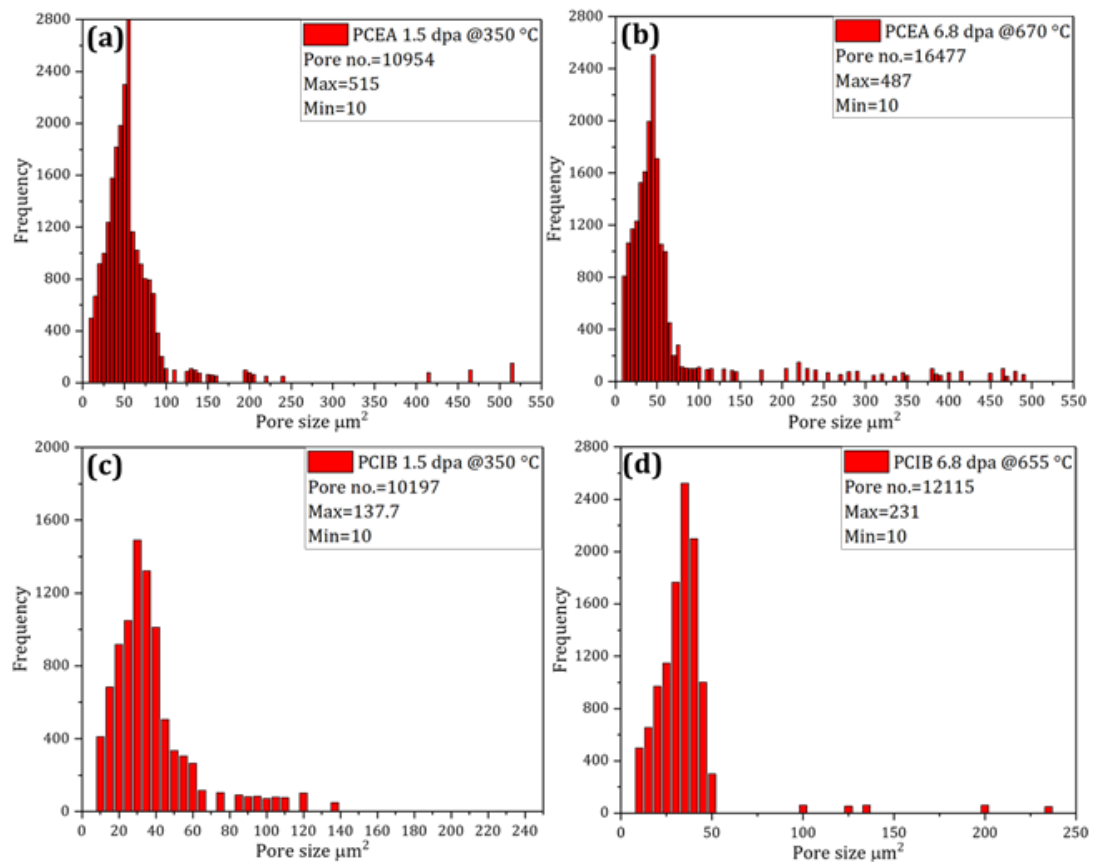 (a)
PCEA 1.5 dpa @350 °C
Pore no.=10954
Max=515
Min=10
Frequency
2800
2400
2000
1600
1200
800
400
0
0 50 100 150 200 250 300 350 400 450 500 550
Pore size μm²
(b)
PCEA 6.8 dpa @670 °C
Pore no.=16477
Max=487
Min=10
Frequency
2800
2400
2000
1600
1200
800
400
0
0 50 100 150 200 250 300 350 400 450 500 550
Pore size μm²
(c)
PCIB 1.5 dpa @350 °C
Pore no.=10197
Max=137.7
Min=10
Frequency
2000
1600
1200
800
400
0
0 20 40 60 80 100 120 140 160 180 200 220 240
Pore size μm²
(d)
PCIB 6.8 dpa @655 °C
Pore no.=12115
Max=231
Min=10
Frequency
2800
2400
2000
1600
1200
800
400
0
0 50 100 150 200 250
Pore size μm²